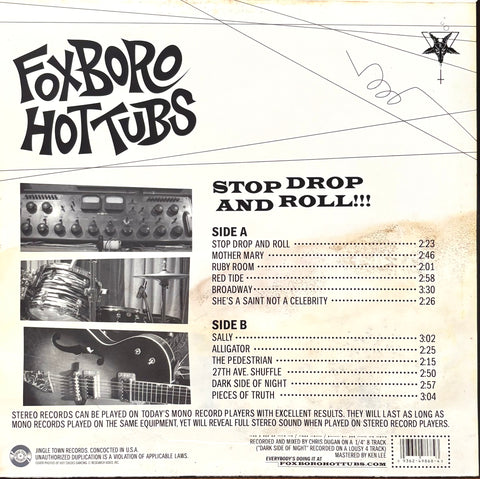 FOXBORO
HOT TUBS
STOP DROP
AND ROLL!!!
SIDE A
STOP DROP AND ROLL 2:23
MOTHER MARY 2:46
RUBY ROOM 2:01
RED TIDE 2:58
BROADWAY 3:30
SHE'S A SAINT NOT A CELEBRITY 2:26
SIDE B
SALLY 3:02
ALLIGATOR 2:25
THE PEDESTRIAN 2:15
27TH AVE. SHUFFLE 2:50
DARK SIDE OF NIGHT 2:57
PIECES OF TRUTH 3:04
STEREO RECORDS CAN BE PLAYED ON TODAY'S MONO RECORD PLAYERS WITH EXCELLENT RESULTS. THEY WILL LAST AS LONG AS
MONO RECORDS PLAYED ON THE SAME EQUIPMENT, YET WILL REVEAL FULL STEREO SOUND WHEN PLAYED ON STEREO RECORD PLAYERS.
JINGLE TOWN RECORDS. CONCOCTED IN U.S.A.
UNAUTHORIZED DUPLICATION IS A VIOLATION OF APPLICABLE LAWS.
RECORDED AND MIXED BY CHRIS DUGAN ON A 1/4" 8 TRACK
("DARK SIDE OF NIGHT" RECORDED ON A LOUSY 4 TRACK)
MASTERED BY KEN LEE
EVERYBODY'S DOING IT AT
FOXBOROHOTTUBS.COM